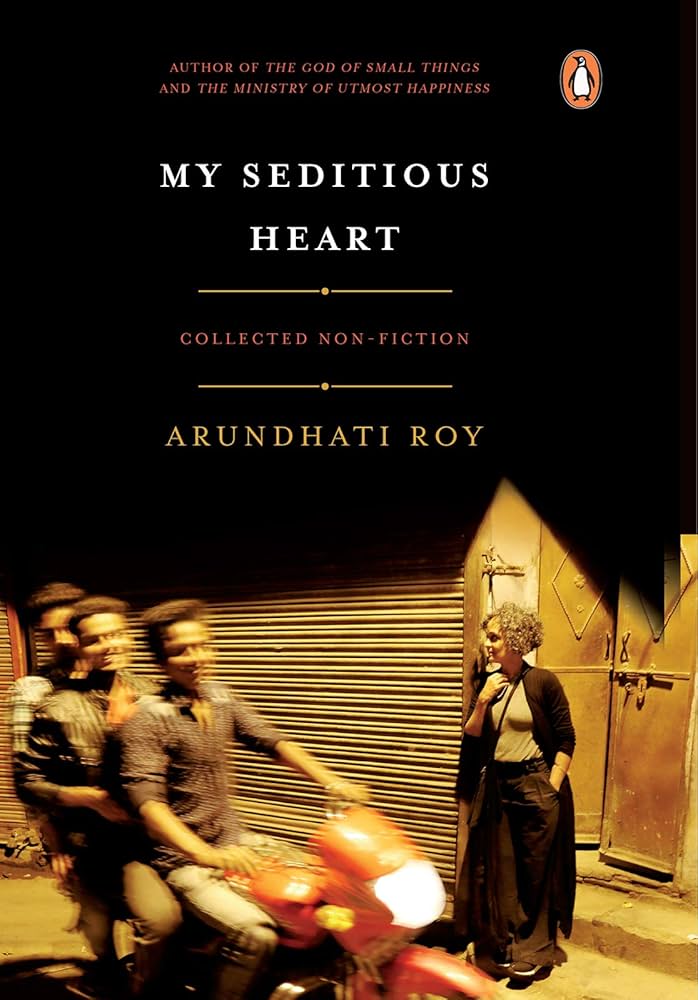 AUTHOR OF THE GOD OF SMALL THINGS
AND THE MINISTRY OF UTMOST HAPPINESS
MY SEDITIOUS
HEART
COLLECTED NON-FICTION
ARUNDHATI ROY